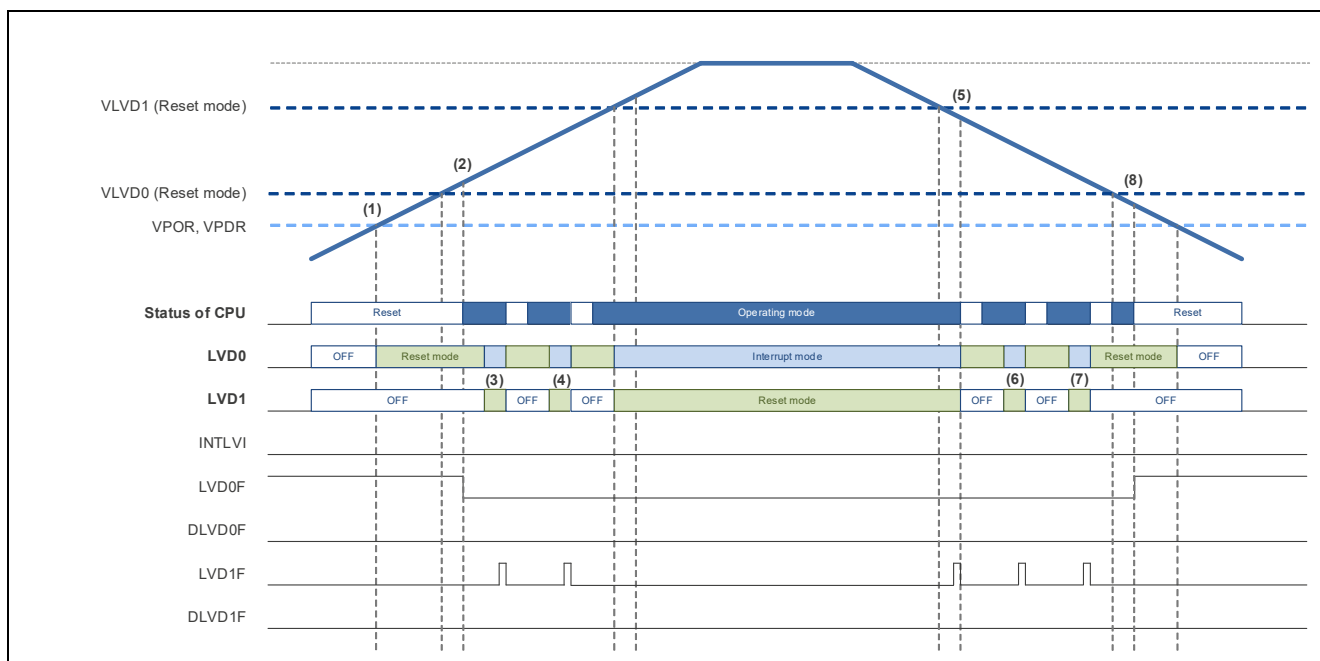 VLVD1 (Reset mode)
(5)
(2)
VLVD0 (Reset mode)
(8)
(1)
VPOR, VPDR
Status of CPU
Reset
Operating mode
Reset
LVD0
OFF
Reset mode
Interrupt mode
Reset mode
OFF
(3)
(4)
(6)
(7)
LVD1
OFF
OFF
OFF
Reset mode
OFF
OFF
OFF
INTLVI
LVD0F
DLVD0F
LVD1F
DLVD1F